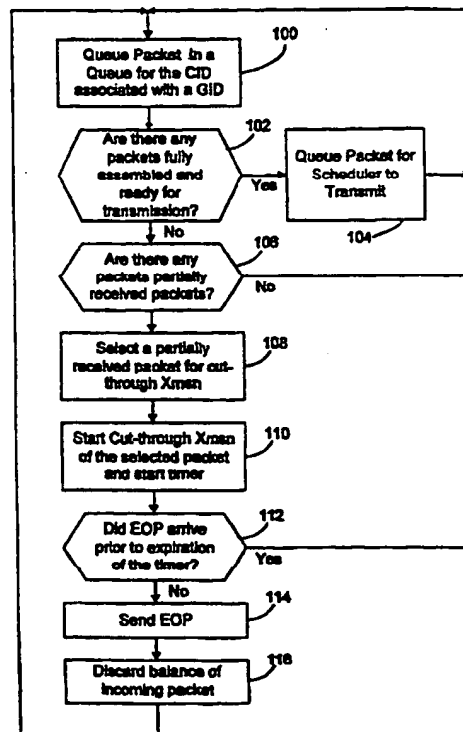 Queue Packet in a
Queue for the CID
associated with a GID
100
Are there any
packets fully
assembled and
ready for
transmission?
102
Yes
Queue Packet for
Scheduler to
Transmit
104
No
Are there any
packets partially
received packets?
106
No
Select a partially
received packet for cut-
through Xmsn
108
Start Cut-through Xmsn
of the selected packet
and start timer
110
Did EOP arrive
prior to expiration
of the timer?
112
Yes
No
Send EOP
114
Discard balance of
incoming packet
116